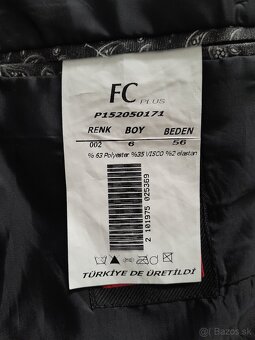 FC PLUS
P152050171
RENK BOY BEDEN
002 6 56
% 63 Polyester %35 VISCO %2 elastan
2 101975 025369
TÜRKİYE DE ÜRETİLDİ
Bazos.sk